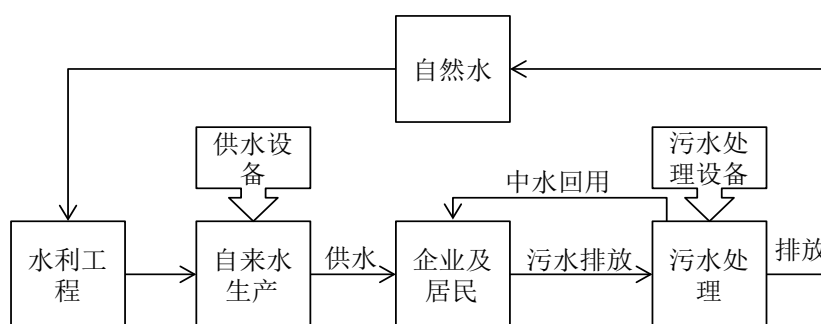 自然水
供水设
备
污水处
理设备
中水回用
水利工
程
自来水
生产
供水
企业及
居民
污水排放
污水处
理
排放